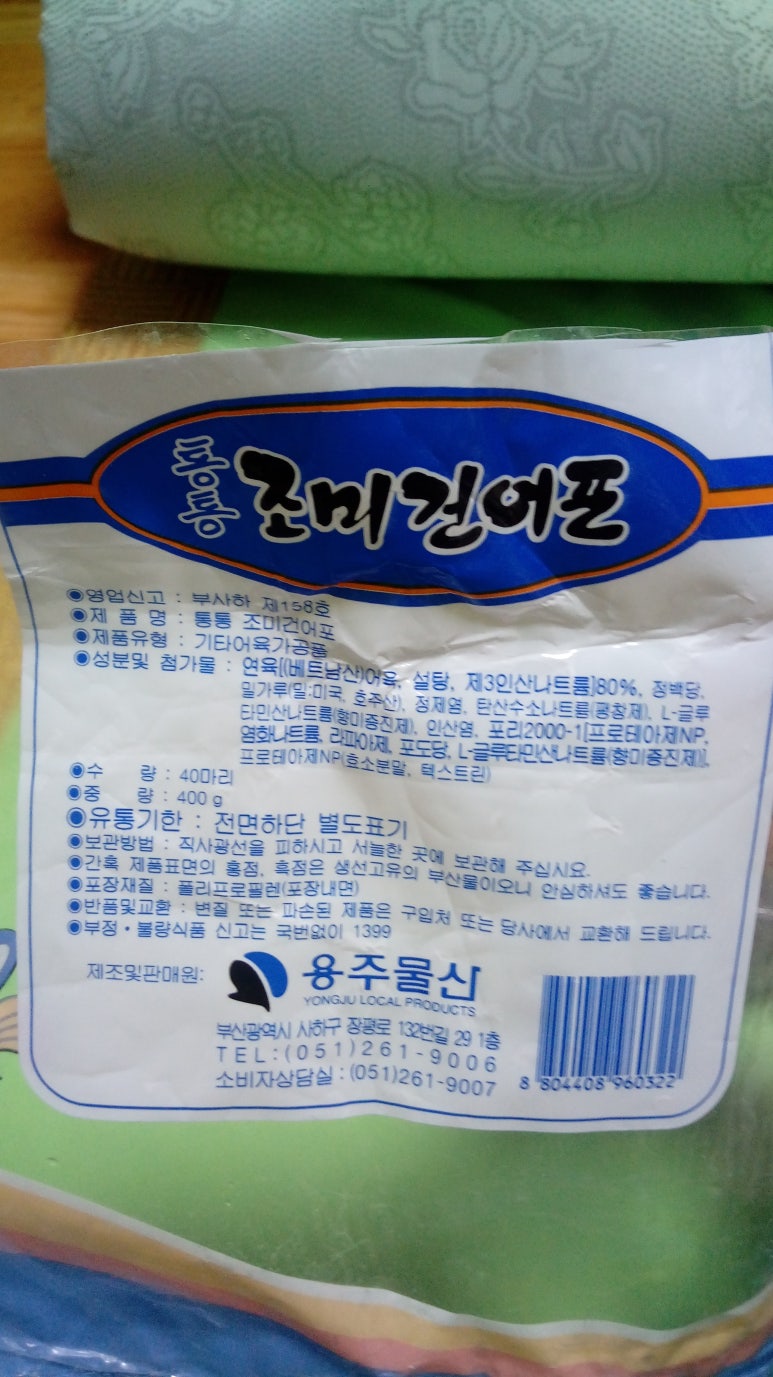 조미건어포
◉영업신고 : 부사하 제158호
◉제 품 명 : 통통 조미건어포
◉제품유형 : 기타어육가공품
◉성분및 첨가물 : 연육[(베트남산)어육, 설탕, 제3인산나트륨]80%, 정백당,
밀가루(밀:미국, 호주산), 정제염, 탄산수소나트륨(팽창제), L-글루
타민산나트륨(향미증진제), 인산염, 포리2000-1[프로테아제NP,
염화나트륨, 라파아제, 포도당, L-글루타민산나트륨(향미증진제)],
프로테아제NP(효소분말, 텍스트린)
◉수 량 : 40마리
◉중 량 : 400 g
◉유통기한 : 전면하단 별도표기
◉보관방법 : 직사광선을 피하시고 서늘한 곳에 보관해 주십시요.
◉간혹 제품표면의 홍점, 흑점은 생선고유의 부산물이오니 안심하셔도 좋습니다.
◉포장재질 : 폴리프로필렌(포장내면)
◉반품및교환 : 변질 또는 파손된 제품은 구입처 또는 당사에서 교환해 드립니다.
◉부정·불량식품 신고는 국번없이 1399
제조및판매원: 용주물산
YONGJU LOCAL PRODUCTS
부산광역시 사하구 장평로 132번길 29 1층
TEL:(051)261-9006
소비자상담실 : (051)261-9007
8 804408 960322